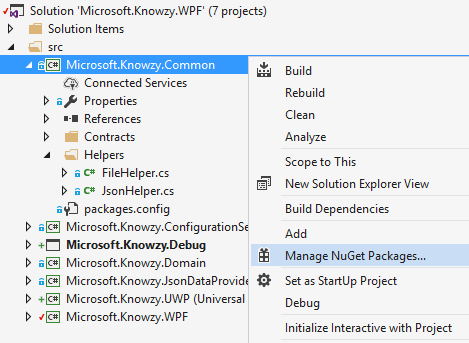 Solution 'Microsoft.Knowzy.WPF' (7 projects)
Solution Items
src
Microsoft.Knowzy.Common
Connected Services
Properties
References
Contracts
Helpers
FileHelper.cs
JsonHelper.cs
packages.config
Microsoft.Knowzy.ConfigurationSe
Microsoft.Knowzy.Debug
Microsoft.Knowzy.Domain
Microsoft.Knowzy.JsonDataProvide
Microsoft.Knowzy.UWP (Universal
Microsoft.Knowzy.WPF
Build
Rebuild
Clean
Analyze
Scope to This
New Solution Explorer View
Build Dependencies
Add
Manage NuGet Packages...
Set as StartUp Project
Debug
Initialize Interactive with Project